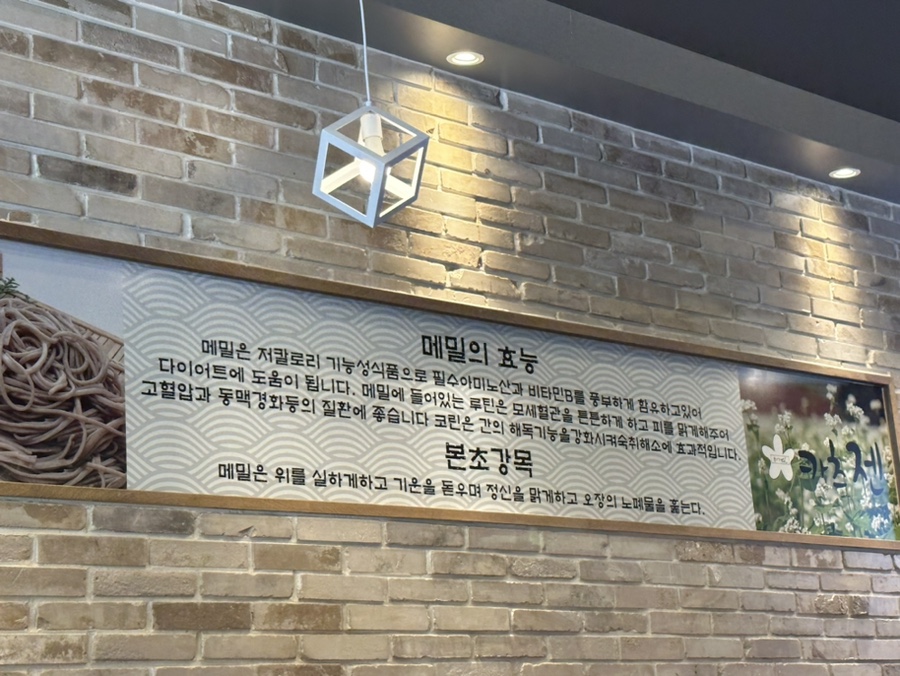 메밀의 효능
메밀은 저칼로리 기능성식품으로 필수아미노산과 비타민B를 풍부하게 함유하고있어
다이어트에 도움이 됩니다. 메밀에 들어있는 루틴은 모세혈관을 튼튼하게 하고 피를 맑게해주어
고혈압과 동맥경화등의 질환에 좋습니다 코린은 간의 해독기능을강화시켜숙취해소에 효과적입니다.
본초강목
메밀은 위를 실하게하고 기운을 돋우며 정신을 맑게하고 오장의 노폐물을 훑는다.
카츠젠